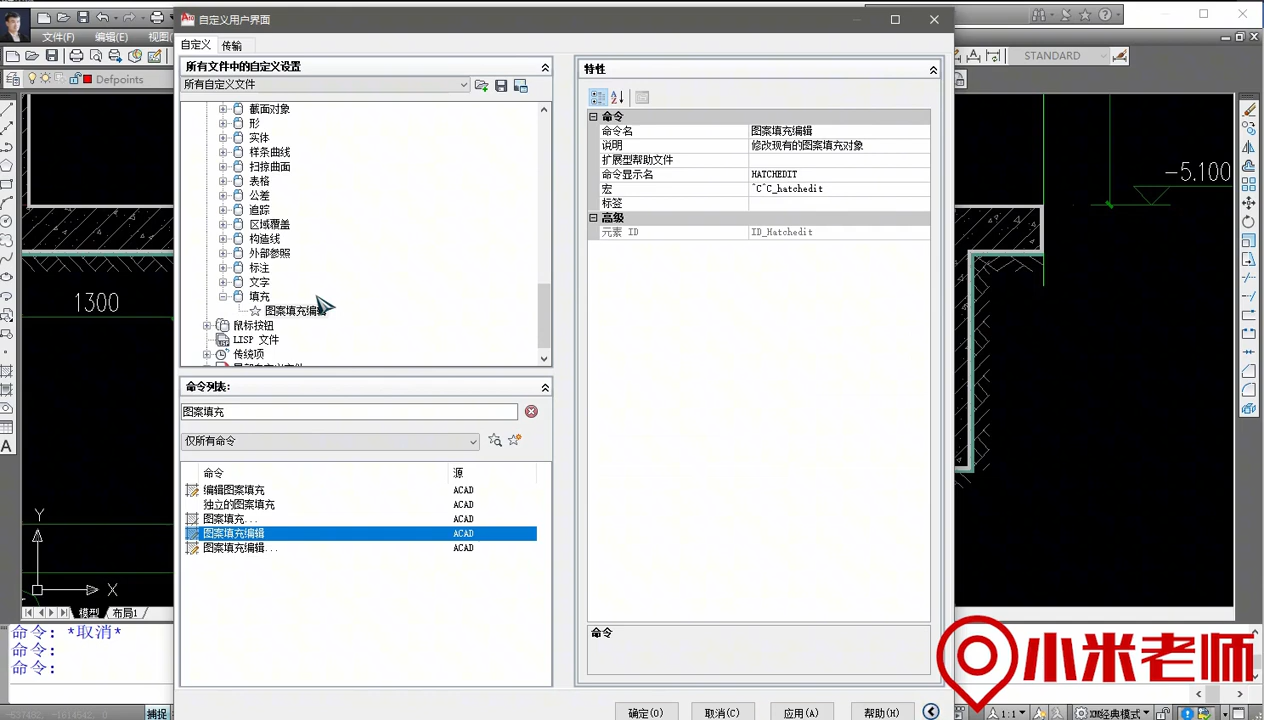 自定义用户界面
文件(F)
编辑(E)
视图(
自定义
传输
STANDARD
Defpoints
所有文件中的自定义设置
所有自定义文件
截面对象
形
实体
样条曲线
扫掠曲面
表格
公差
追踪
区域覆盖
构造线
外部参照
标注
文字
填充
图案填充编辑
鼠标按钮
LISP 文件
传统项
命令列表:
图案填充
仅所有命令
命令 源
编辑图案填充 ACAD
独立的图案填充 ACAD
图案填充... ACAD
图案填充编辑 ACAD
图案填充编辑... ACAD
特性
命令
命令名 图案填充编辑
说明 修改现有的图案填充对象
扩展型帮助文件
命令显示名 HATCHEDIT
宏 ^C^C_hatchedit
标签
高级
元素 ID ID_Hatchedit
命令
确定(O)
取消(C)
应用(A)
帮助(H)
-5.100
1300
Y
X
模型
布局1
命令: *取消*
命令:
命令:
捕捉
1:1
小米老师